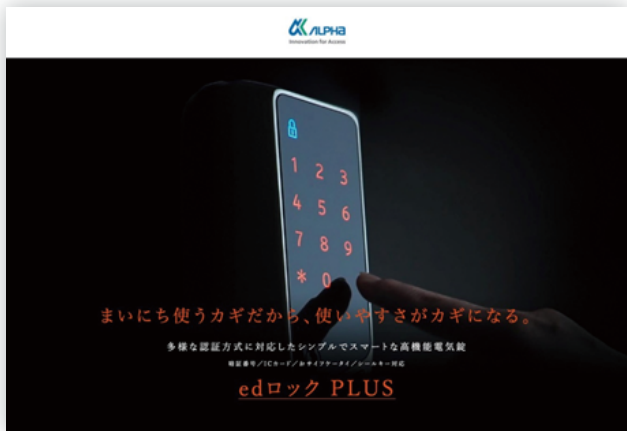 ALPHA
Innovation for Access
1 2 3
4 5 6
7 8 9
* 0
まいにち使うカギだから、使いやすさがカギになる。
多様な認証方式に対応したシンプルでスマートな高機能電気錠
暗証番号/ICカード/おサイフケータイ/シールキー対応
edロック PLUS